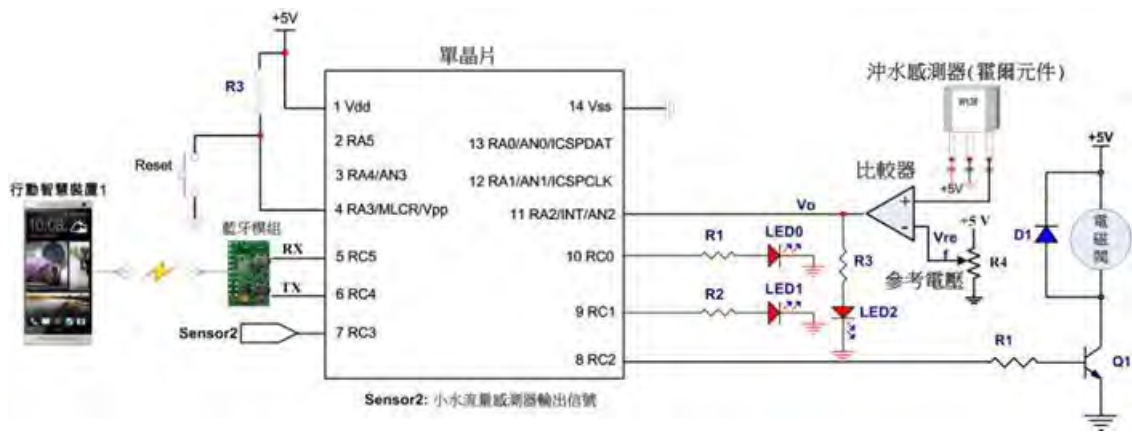 +5V
R3
Reset
單晶片
1 Vdd
2 RA5
3 RA4/AN3
4 RA3/MLCR/Vpp
5 RC5
6 RC4
7 RC3
14 Vss
13 RA0/AN0/ICSPDAT
12 RA1/AN1/ICSPCLK
11 RA2/INT/AN2
10 RC0
9 RC1
8 RC2
行動智慧裝置1
10:08
藍牙模組
RX
TX
Sensor2
Sensor2: 小水流量感測器輸出信號
沖水感測器(霍爾元件)
+5V
比較器
+
-
Vo
Vre
f
+5 V
R4
參考電壓
R1
LED0
R2
LED1
R3
LED2
+5V
D1
電磁閥
R1
Q1